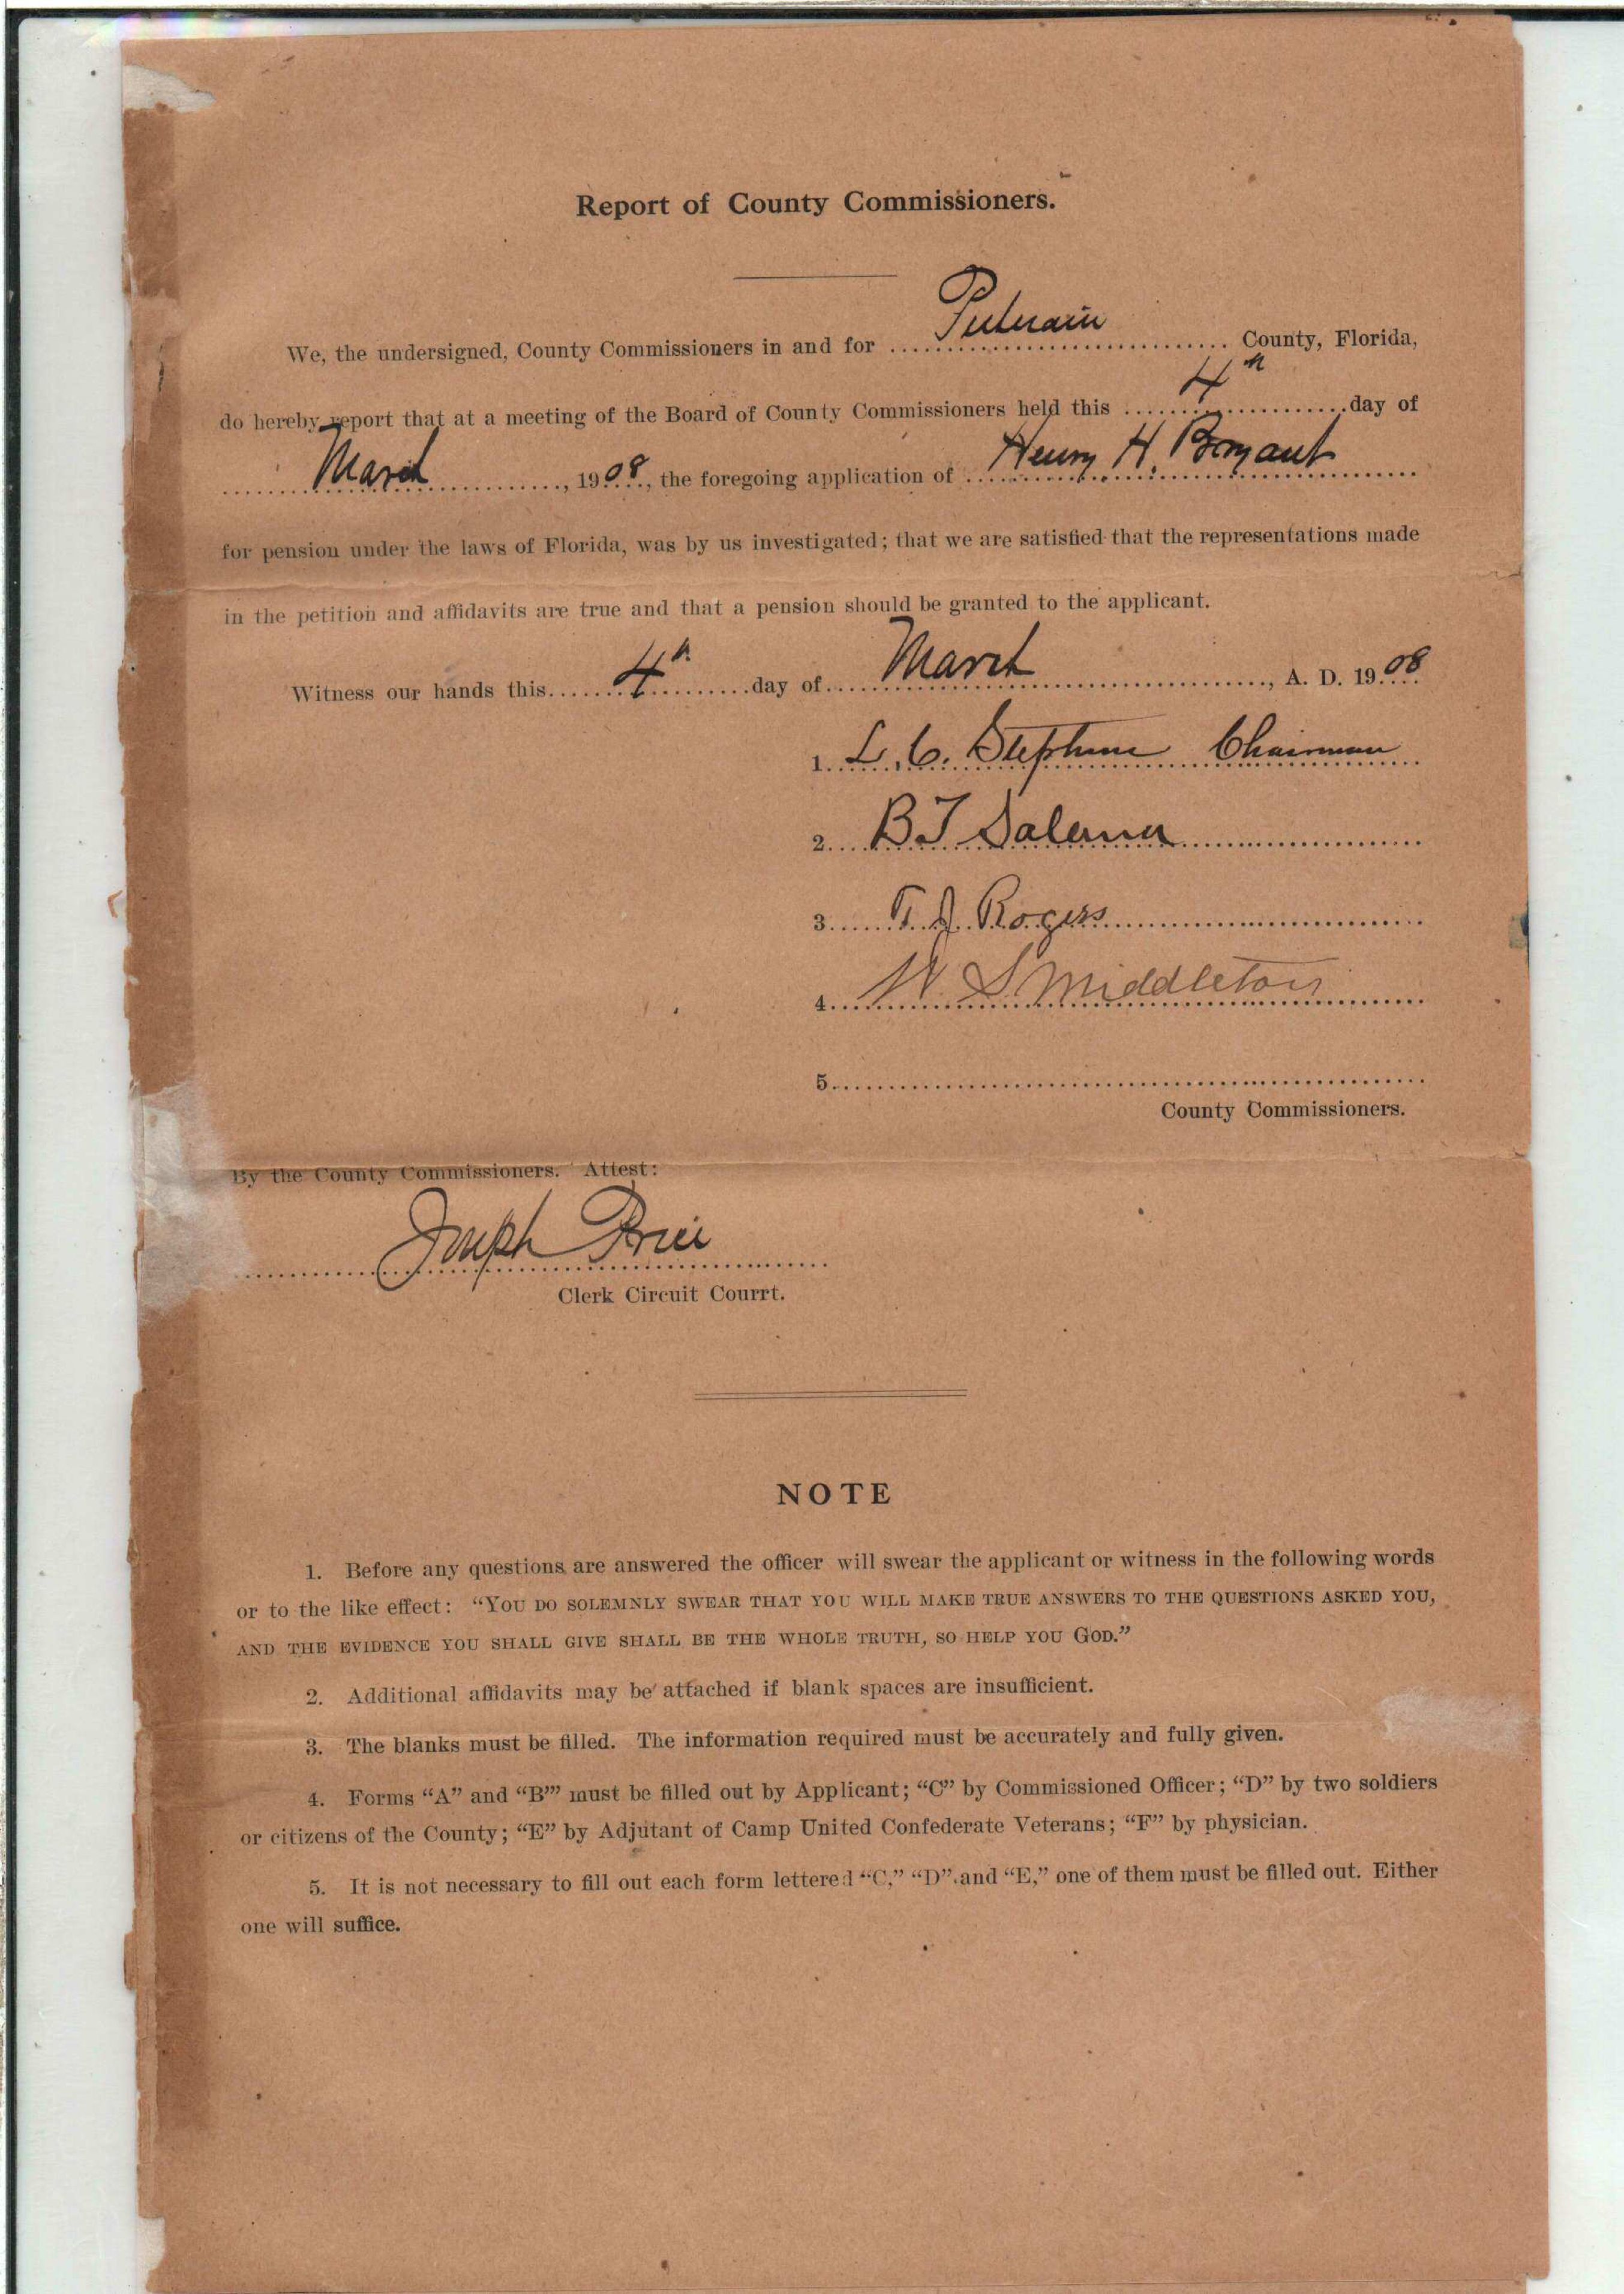 Report of County Commissioners.
We, the undersigned, County Commissioners in and for Putnam County, Florida,
do hereby report that at a meeting of the Board of County Commissioners held this 4th day of
March, 1908, the foregoing application of Henry H. Bryant
for pension under the laws of Florida, was by us investigated; that we are satisfied that the representations made
in the petition and affidavits are true and that a pension should be granted to the applicant.
Witness our hands this 4th day of March, A. D. 1908
1. L. C. Chairman
2. B T
3. Rogers
4. W. S. Middleton
5.
County Commissioners.
By the County Commissioners. Attest:
Joseph Price
Clerk Circuit Courrt.
NOTE
1. Before any questions are answered the officer will swear the applicant or witness in the following words
or to the like effect: “YOU DO SOLEMNLY SWEAR THAT YOU WILL MAKE TRUE ANSWERS TO THE QUESTIONS ASKED YOU,
AND THE EVIDENCE YOU SHALL GIVE SHALL BE THE WHOLE TRUTH, SO HELP YOU GOD.”
2. Additional affidavits may be attached if blank spaces are insufficient.
3. The blanks must be filled. The information required must be accurately and fully given.
4. Forms “A” and “B”’ must be filled out by Applicant; “C” by Commissioned Officer; “D” by two soldiers
or citizens of the County; “E” by Adjutant of Camp United Confederate Veterans; “F” by physician.
5. It is not necessary to fill out each form lettered “C,” “D” and “E,” one of them must be filled out. Either
one will suffice.